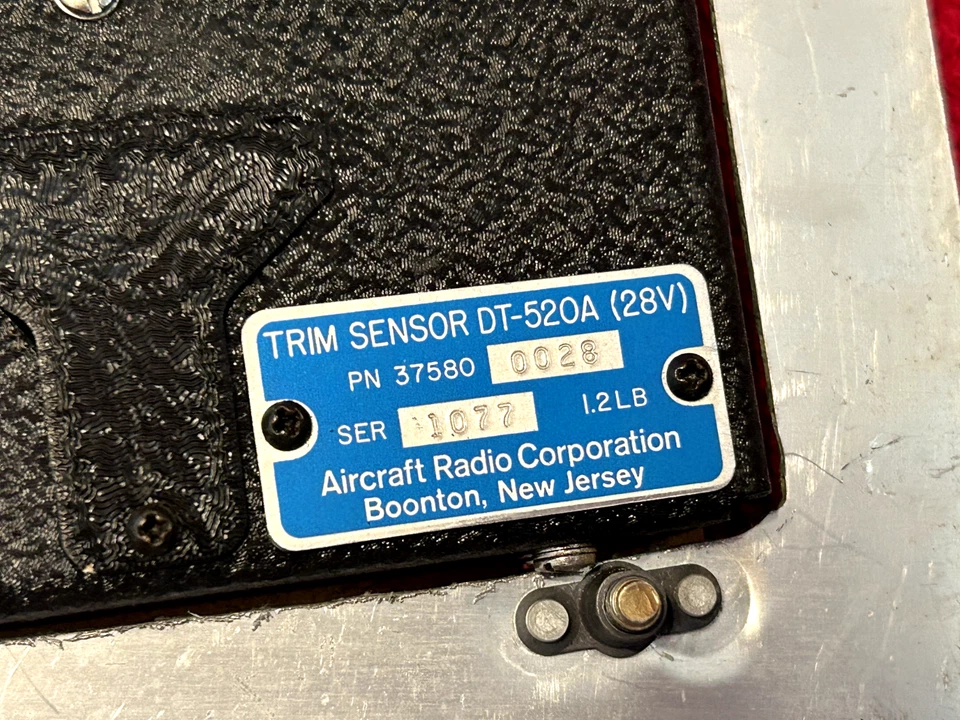 TRIM SENSOR DT-520A (28V)
PN 37580 0028
SER 1077 1.2 LB
Aircraft Radio Corporation
Boonton, New Jersey